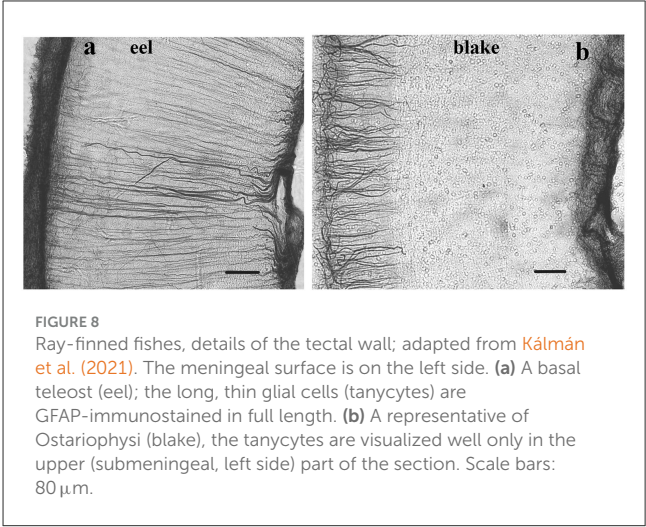 a eel
blake b
FIGURE 8
Ray-finned fishes, details of the tectal wall; adapted from Kálmán
et al. (2021). The meningeal surface is on the left side. (a) A basal
teleost (eel); the long, thin glial cells (tanycytes) are
GFAP-immunostained in full length. (b) A representative of
Ostariophysi (blake), the tanycytes are visualized well only in the
upper (submeningeal, left side) part of the section. Scale bars:
80 μm.